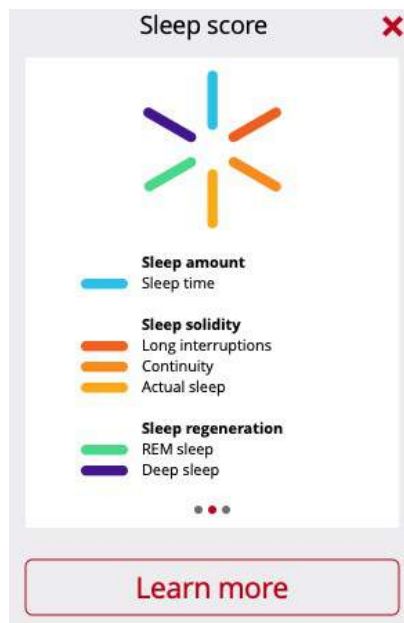 Sleep score
Sleep amount
Sleep time
Sleep solidity
Long interruptions
Continuity
Actual sleep
Sleep regeneration
REM sleep
Deep sleep
Learn more